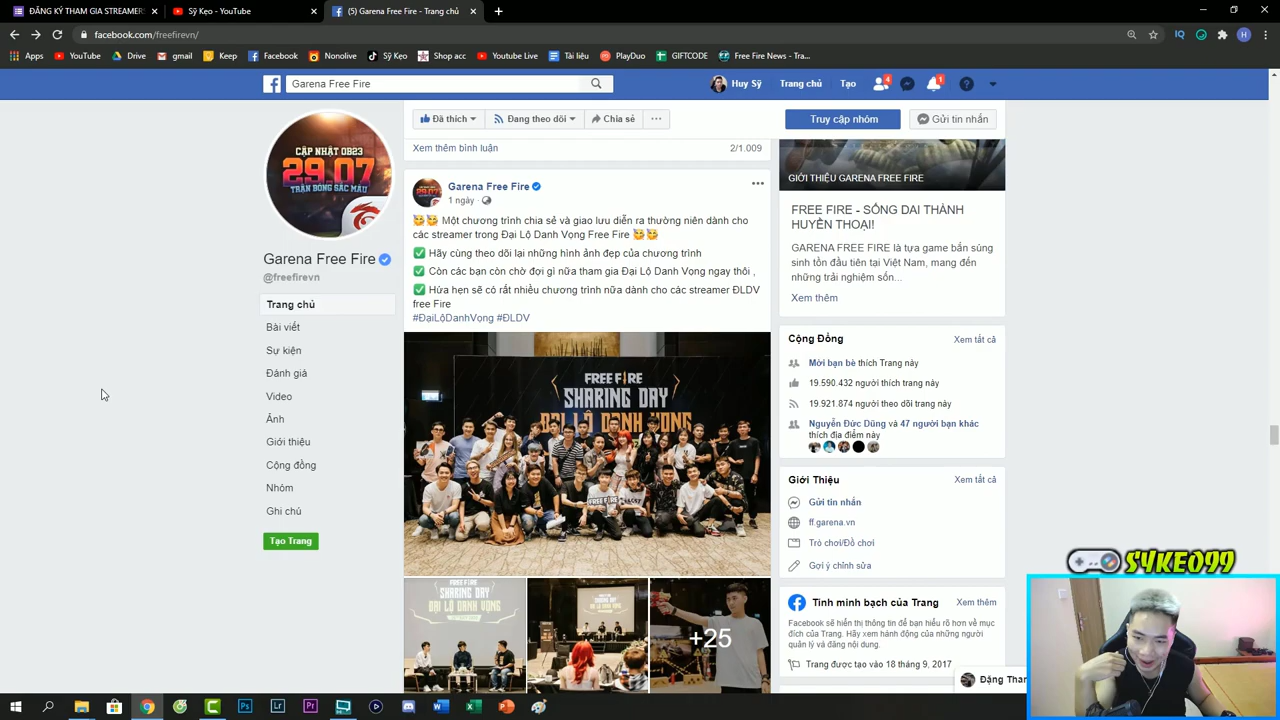 ĐĂNG KÝ THAM GIA STREAMER
Sỹ Kẹo - YouTube
(5) Garena Free Fire - Trang chủ
facebook.com/freefirevn/
Apps
YouTube
Drive
gmail
Keep
Facebook
Nonolive
Sỹ Kẹo
Shop acc
Youtube Live
Tài liệu
PlayDuo
GIFTCODE
Free Fire News - Tra...
Garena Free Fire
Huy Sỹ
Trang chủ
Tạo
4
1
Đã thích
Đang theo dõi
Chia sẻ
Truy cập nhóm
Gửi tin nhắn
CẬP NHẬT OB23
29.07
TRẬN BÓNG SẮC MÀU
Garena Free Fire
@freefirevn
Trang chủ
Bài viết
Sự kiện
Đánh giá
Video
Ảnh
Giới thiệu
Cộng đồng
Nhóm
Ghi chú
Tạo Trang
Xem thêm bình luận
2/1.009
Garena Free Fire
1 ngày
Một chương trình chia sẻ và giao lưu diễn ra thường niên dành cho
các streamer trong Đại Lộ Danh Vọng Free Fire
Hãy cùng theo dõi lại những hình ảnh đẹp của chương trình
Còn các bạn còn chờ đợi gì nữa tham gia Đại Lộ Danh Vọng ngay thôi ,
Hứa hẹn sẽ có rất nhiều chương trình nữa dành cho các streamer ĐLDV
free Fire
#ĐạiLộDanhVọng #ĐLDV
FREE FIRE
SHARING DAY
ĐẠI LỘ DANH VỌNG
FREE FIRE
SHARING DAY
ĐẠI LỘ DANH VỌNG
+25
GIỚI THIỆU GARENA FREE FIRE
FREE FIRE - SỐNG DAI THÀNH
HUYỀN THOẠI!
GARENA FREE FIRE là tựa game bắn súng
sinh tồn đầu tiên tại Việt Nam, mang đến
những trải nghiệm sốn...
Xem thêm
Cộng Đồng
Xem tất cả
Mời bạn bè thích Trang này
19.590.432 người thích trang này
19.921.874 người theo dõi trang này
Nguyễn Đức Dũng và 47 người bạn khác
thích địa điểm này
Giới Thiệu
Xem tất cả
Gửi tin nhắn
ff.garena.vn
Trò chơi/Đồ chơi
Gợi ý chỉnh sửa
Tính minh bạch của Trang
Xem thêm
Facebook sẽ hiển thị thông tin để bạn hiểu rõ hơn về mục
đích của Trang. Hãy xem hành động của những người
quản lý và đăng nội dung.
Trang được tạo vào 18 tháng 9, 2017
Đặng Tham
SYKEO99